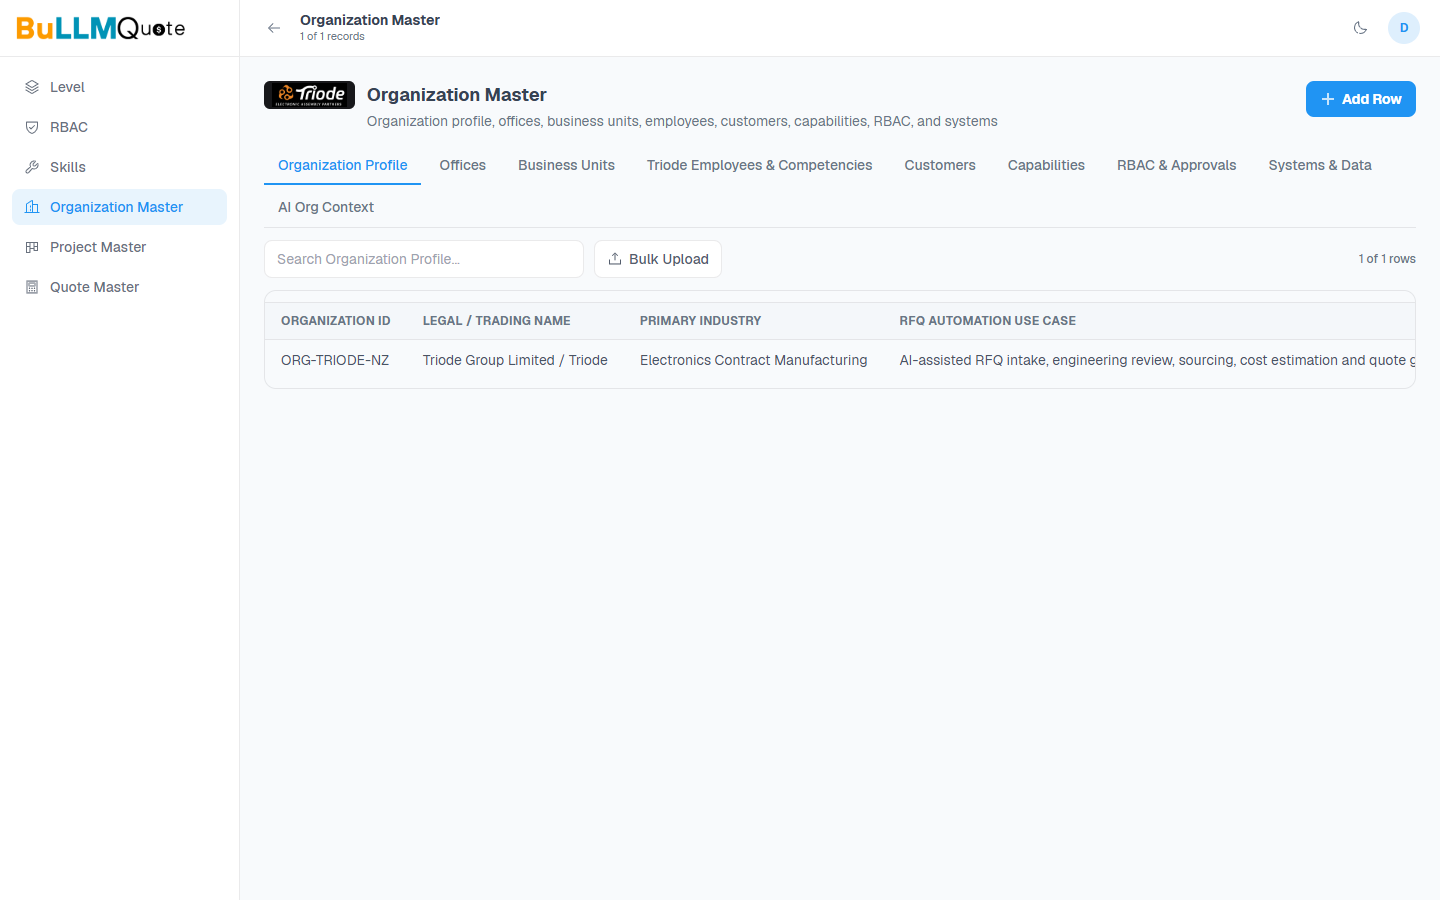 BuLLMQuote
Organization Master
1 of 1 records
D
Level
RBAC
Skills
Organization Master
Project Master
Quote Master
Triode
ELECTRONIC ASSEMBLY PARTNERS
Organization Master
Organization profile, offices, business units, employees, customers, capabilities, RBAC, and systems
Add Row
Organization Profile Offices Business Units Triode Employees & Competencies Customers Capabilities RBAC & Approvals Systems & Data
AI Org Context
Search Organization Profile...
Bulk Upload
1 of 1 rows
ORGANIZATION ID LEGAL / TRADING NAME PRIMARY INDUSTRY RFQ AUTOMATION USE CASE
ORG-TRIODE-NZ Triode Group Limited / Triode Electronics Contract Manufacturing AI-assisted RFQ intake, engineering review, sourcing, cost estimation and quote g